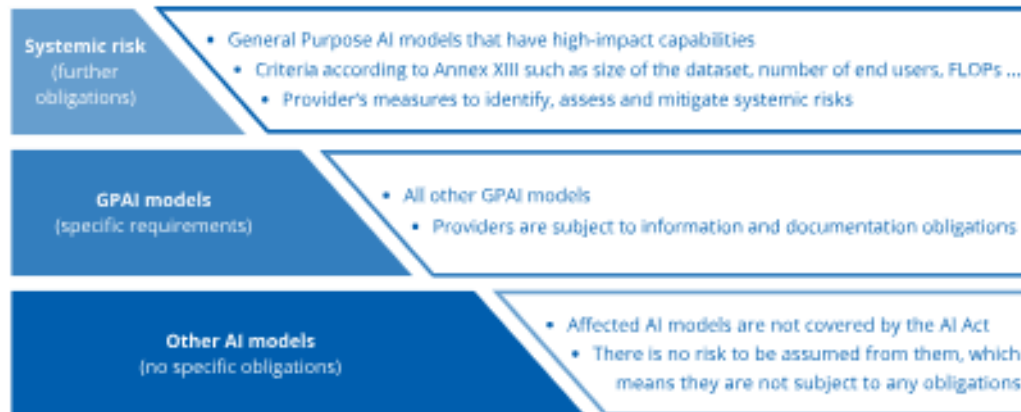 Systemic risk
(further
obligations)
• General Purpose AI models that have high-impact capabilities
• Criteria according to Annex XIII such as size of the dataset, number of end users, FLOPs ...
• Provider's measures to identify, assess and mitigate systemic risks
GPAI models
(specific requirements)
• All other GPAI models
• Providers are subject to information and documentation obligations
Other AI models
(no specific obligations)
• Affected AI models are not covered by the AI Act
• There is no risk to be assumed from them, which
means they are not subject to any obligations